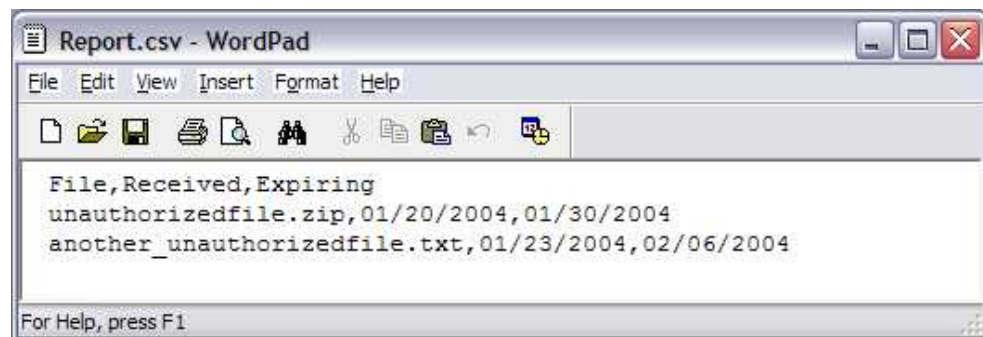 Report.csv - WordPad
File Edit View Insert Format Help
File,Received,Expiring
unauthorizedfile.zip,01/20/2004,01/30/2004
another_unauthorizedfile.txt,01/23/2004,02/06/2004
For Help, press F1